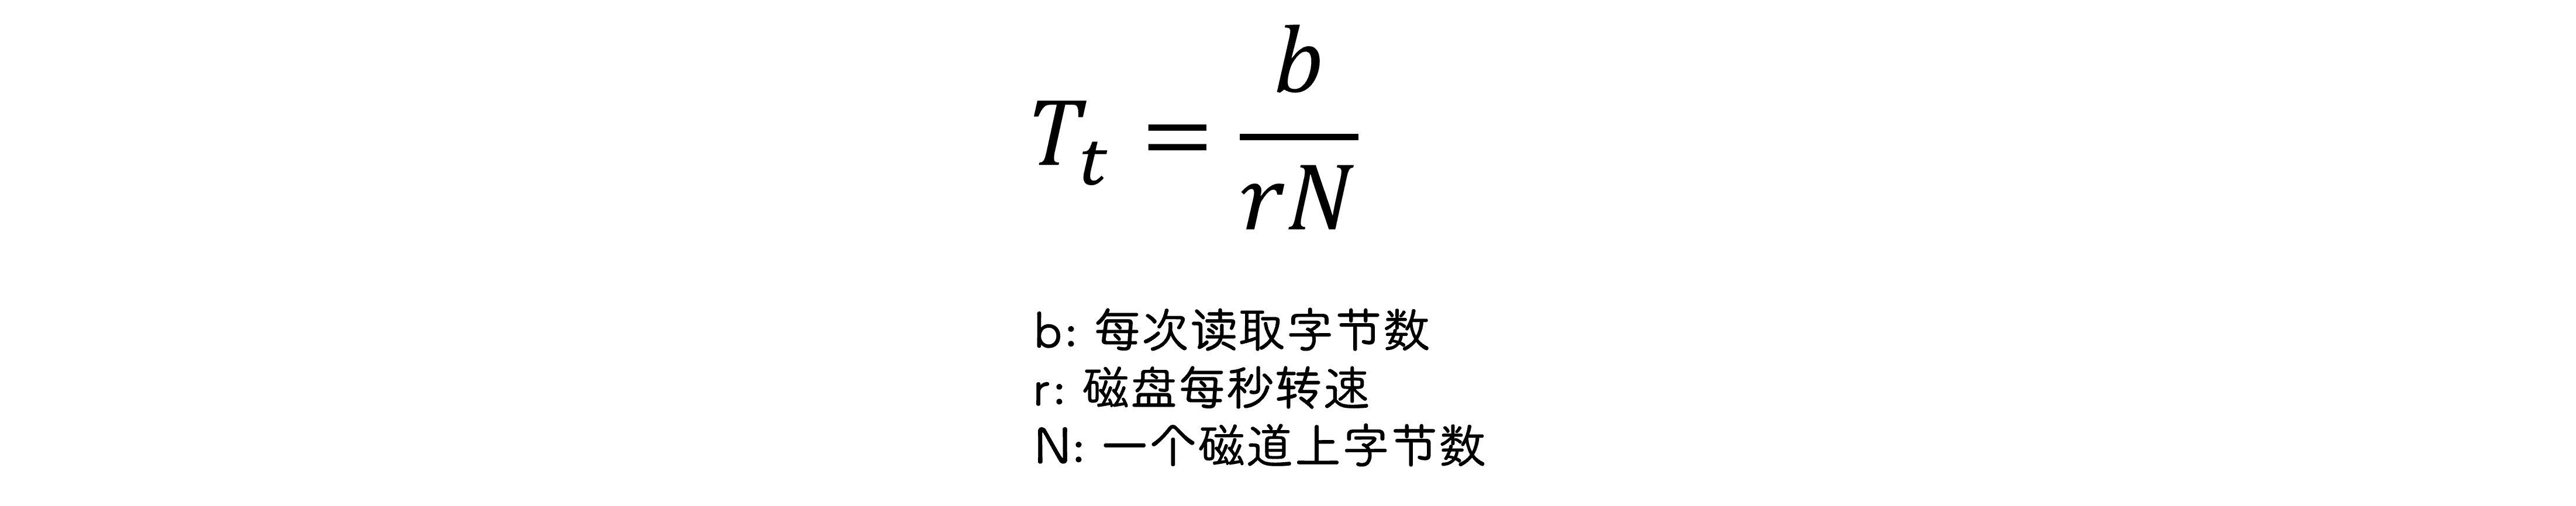 T_t = b/(rN)
b: 每次读取字节数
r: 磁盘每秒转速
N: 一个磁道上字节数